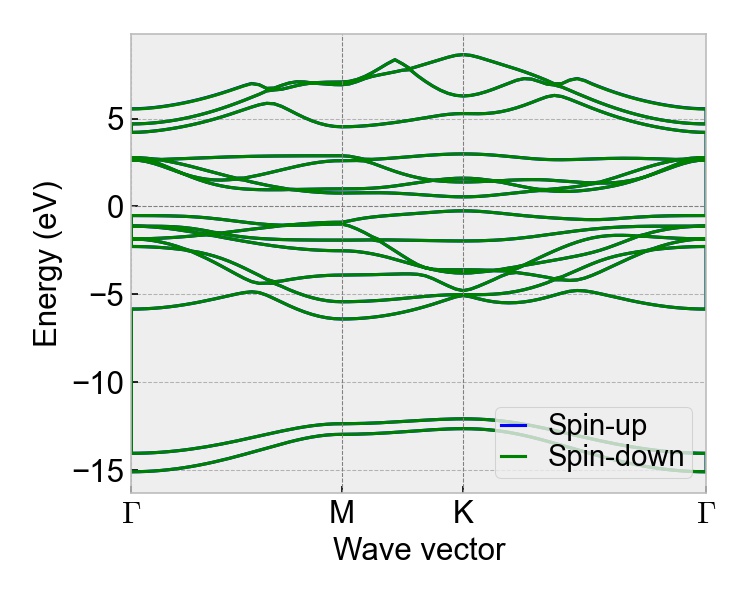 5
0
−5
−10
−15
Energy (eV)
Spin-up
Spin-down
Γ M K Γ
Wave vector